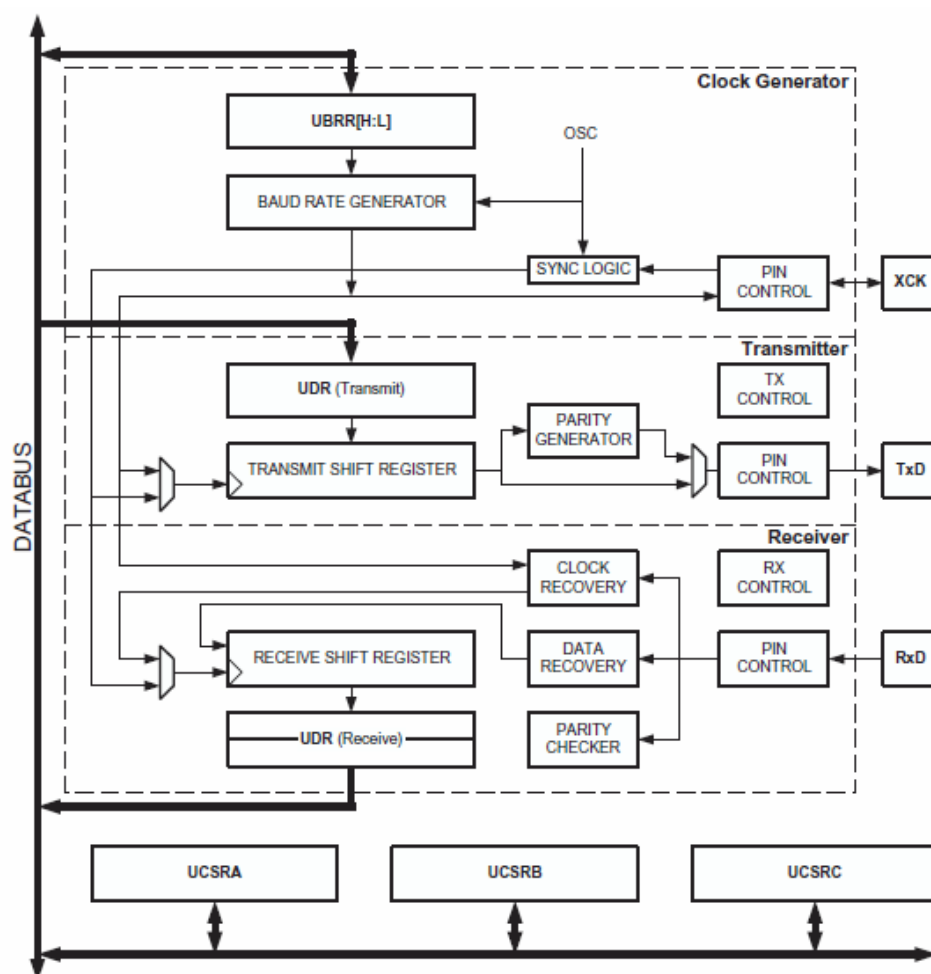 Clock Generator
UBRR[H:L]
OSC
BAUD RATE GENERATOR
SYNC LOGIC
PIN
CONTROL
XCK
Transmitter
UDR (Transmit)
TX
CONTROL
PARITY
GENERATOR
TRANSMIT SHIFT REGISTER
PIN
CONTROL
TxD
DATABUS
Receiver
CLOCK
RECOVERY
RX
CONTROL
RECEIVE SHIFT REGISTER
DATA
RECOVERY
PIN
CONTROL
RxD
UDR (Receive)
PARITY
CHECKER
UCSRA
UCSRB
UCSRC